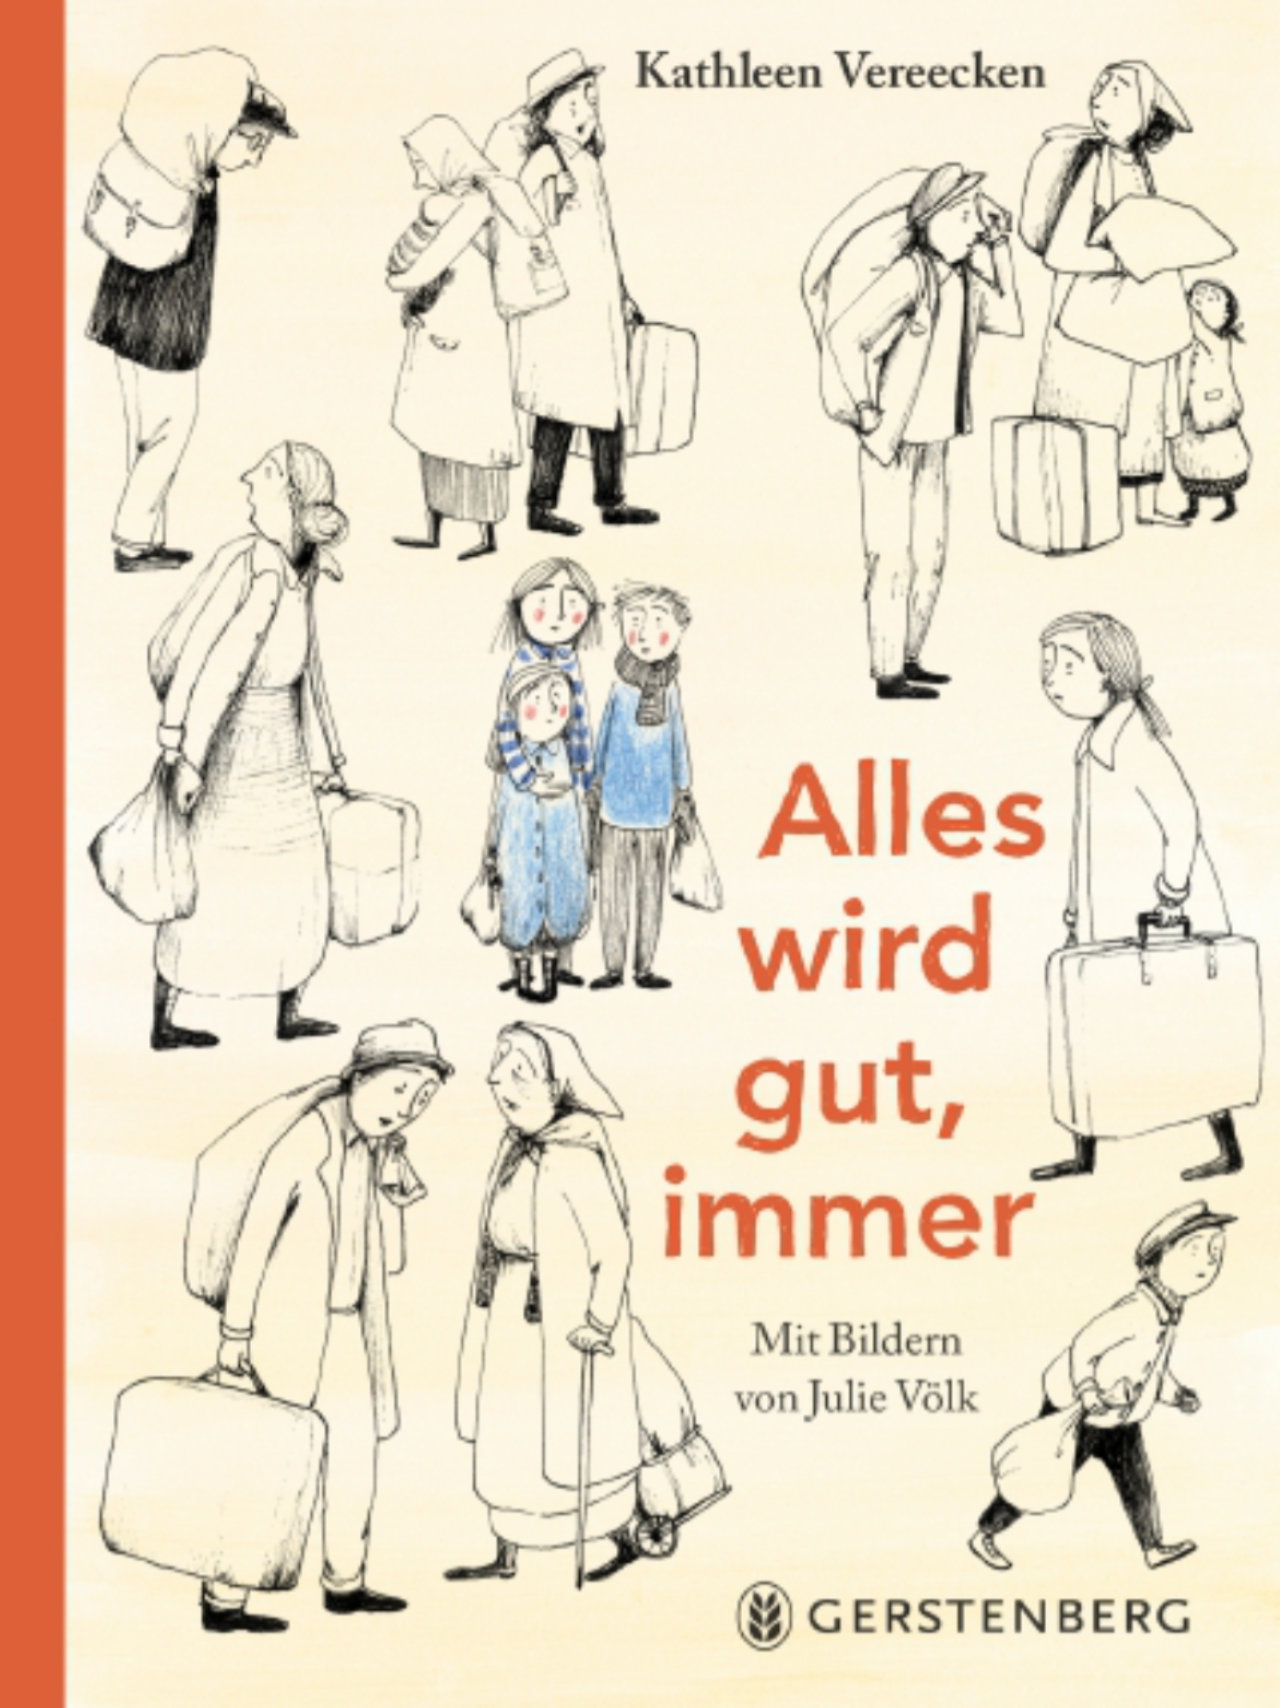 Kathleen Vereecken
Alles
wird
gut,
immer
Mit Bildern
von Julie Völk
GERSTENBERG